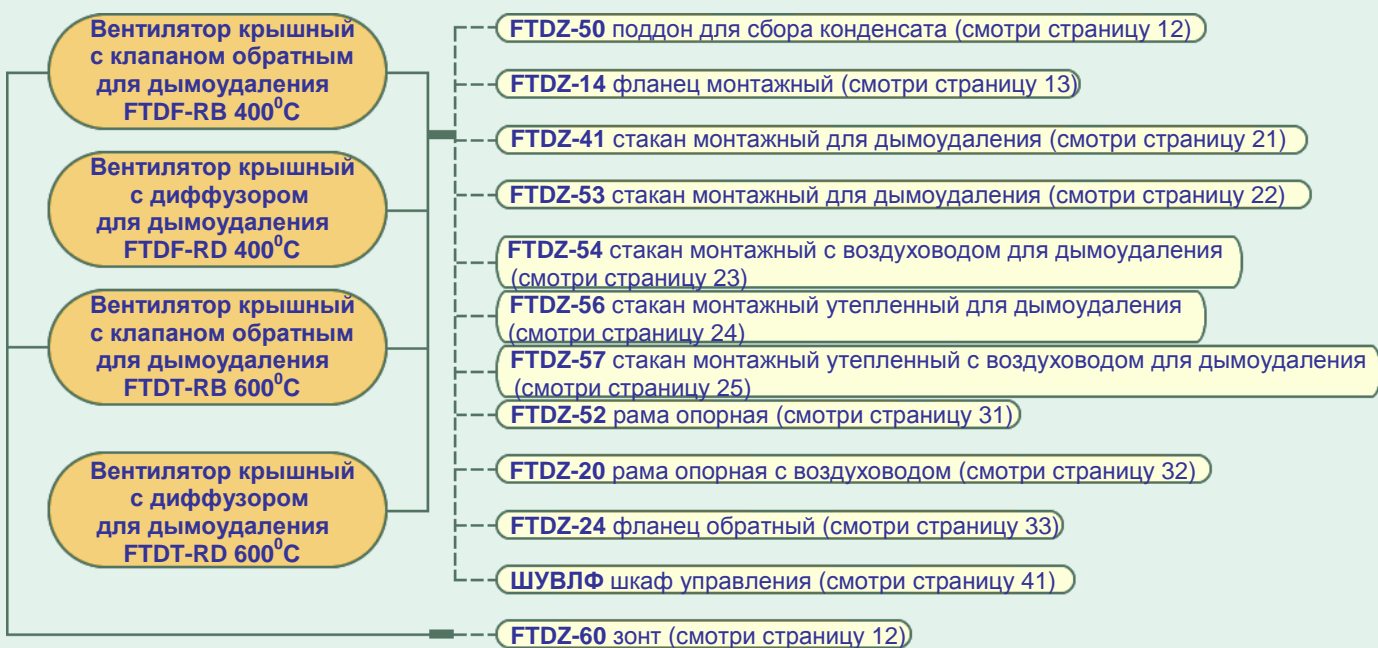 Вентилятор крышный
с клапаном обратным
для дымоудаления
FTDF-RB 400⁰C
Вентилятор крышный
с диффузором
для дымоудаления
FTDF-RD 400⁰C
Вентилятор крышный
с клапаном обратным
для дымоудаления
FTDT-RB 600⁰C
Вентилятор крышный
с диффузором
для дымоудаления
FTDT-RD 600⁰C
FTDZ-50 поддон для сбора конденсата (смотри страницу 12)
FTDZ-14 фланец монтажный (смотри страницу 13)
FTDZ-41 стакан монтажный для дымоудаления (смотри страницу 21)
FTDZ-53 стакан монтажный для дымоудаления (смотри страницу 22)
FTDZ-54 стакан монтажный с воздуховодом для дымоудаления
(смотри страницу 23)
FTDZ-56 стакан монтажный утепленный для дымоудаления
(смотри страницу 24)
FTDZ-57 стакан монтажный утепленный с воздуховодом для дымоудаления
(смотри страницу 25)
FTDZ-52 рама опорная (смотри страницу 31)
FTDZ-20 рама опорная с воздуховодом (смотри страницу 32)
FTDZ-24 фланец обратный (смотри страницу 33)
ШУВЛФ шкаф управления (смотри страницу 41)
FTDZ-60 зонт (смотри страницу 12)